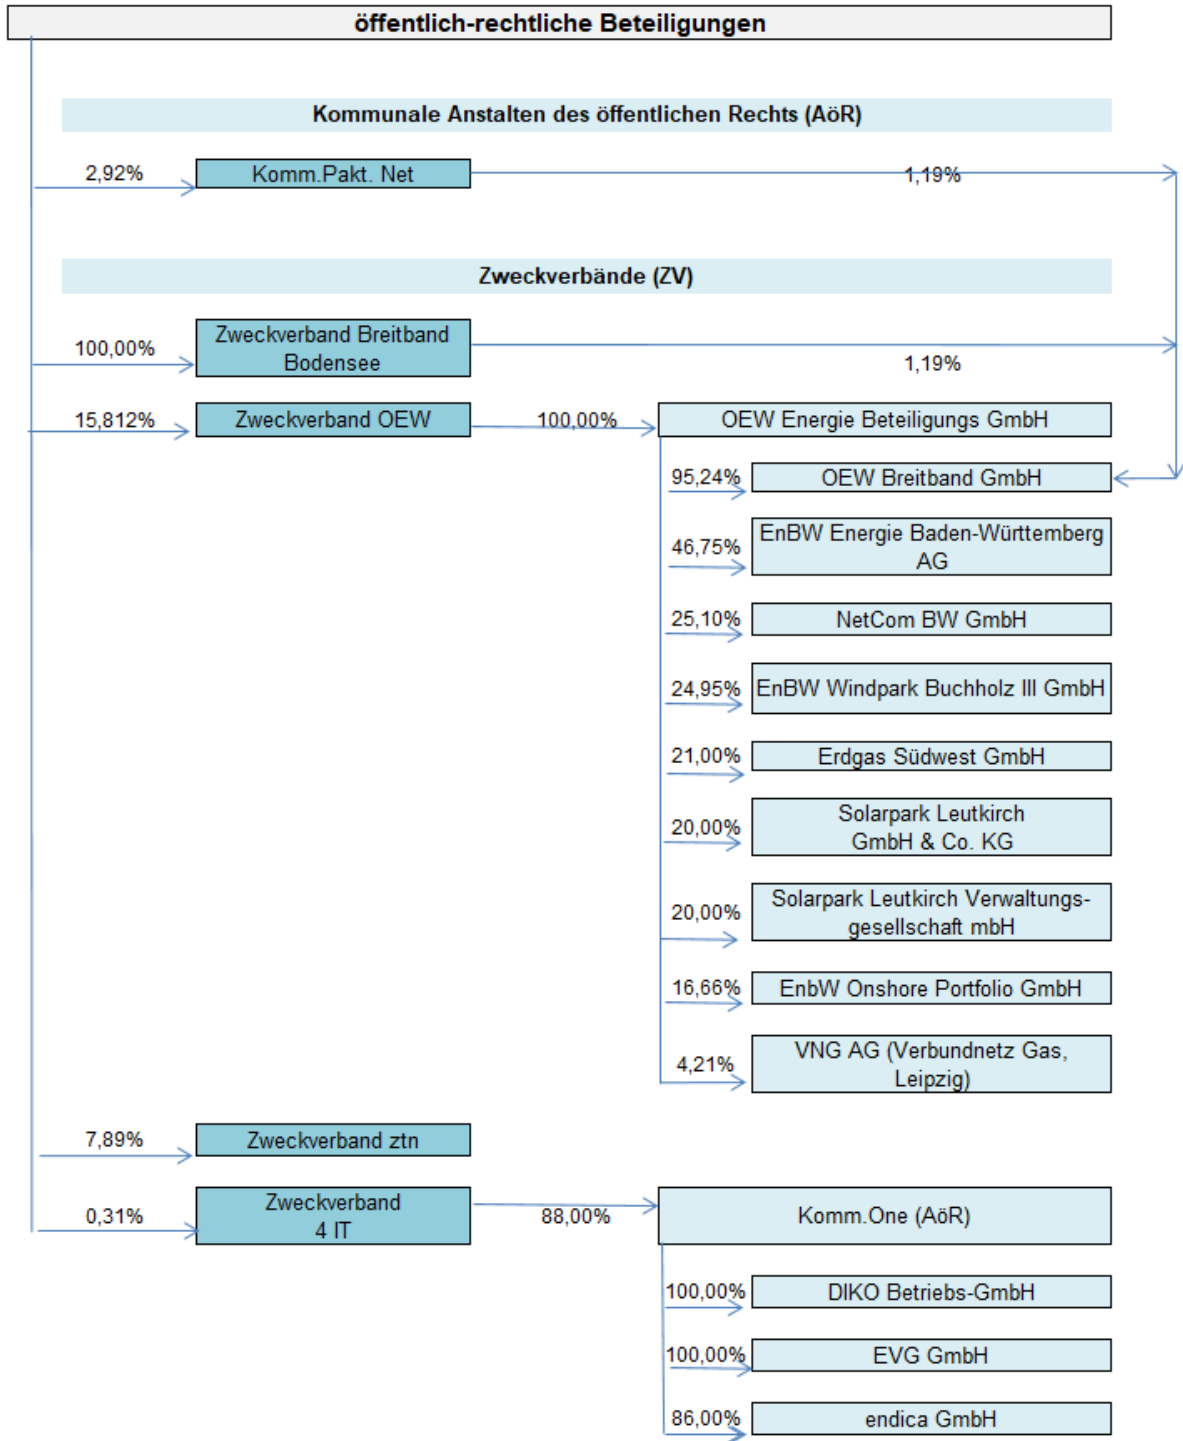 öffentlich-rechtliche Beteiligungen
Kommunale Anstalten des öffentlichen Rechts (AöR)
2,92%
Komm.Pakt. Net
1,19%
Zweckverbände (ZV)
100,00%
Zweckverband Breitband
Bodensee
1,19%
15,812%
Zweckverband OEW
100,00%
OEW Energie Beteiligungs GmbH
95,24%
OEW Breitband GmbH
46,75%
EnBW Energie Baden-Württemberg
AG
25,10%
NetCom BW GmbH
24,95%
EnBW Windpark Buchholz III GmbH
21,00%
Erdgas Südwest GmbH
20,00%
Solarpark Leutkirch
GmbH & Co. KG
20,00%
Solarpark Leutkirch Verwaltungs-
gesellschaft mbH
16,66%
EnbW Onshore Portfolio GmbH
4,21%
VNG AG (Verbundnetz Gas,
Leipzig)
7,89%
Zweckverband ztn
0,31%
Zweckverband
4 IT
88,00%
Komm.One (AöR)
100,00%
DIKO Betriebs-GmbH
100,00%
EVG GmbH
86,00%
endica GmbH